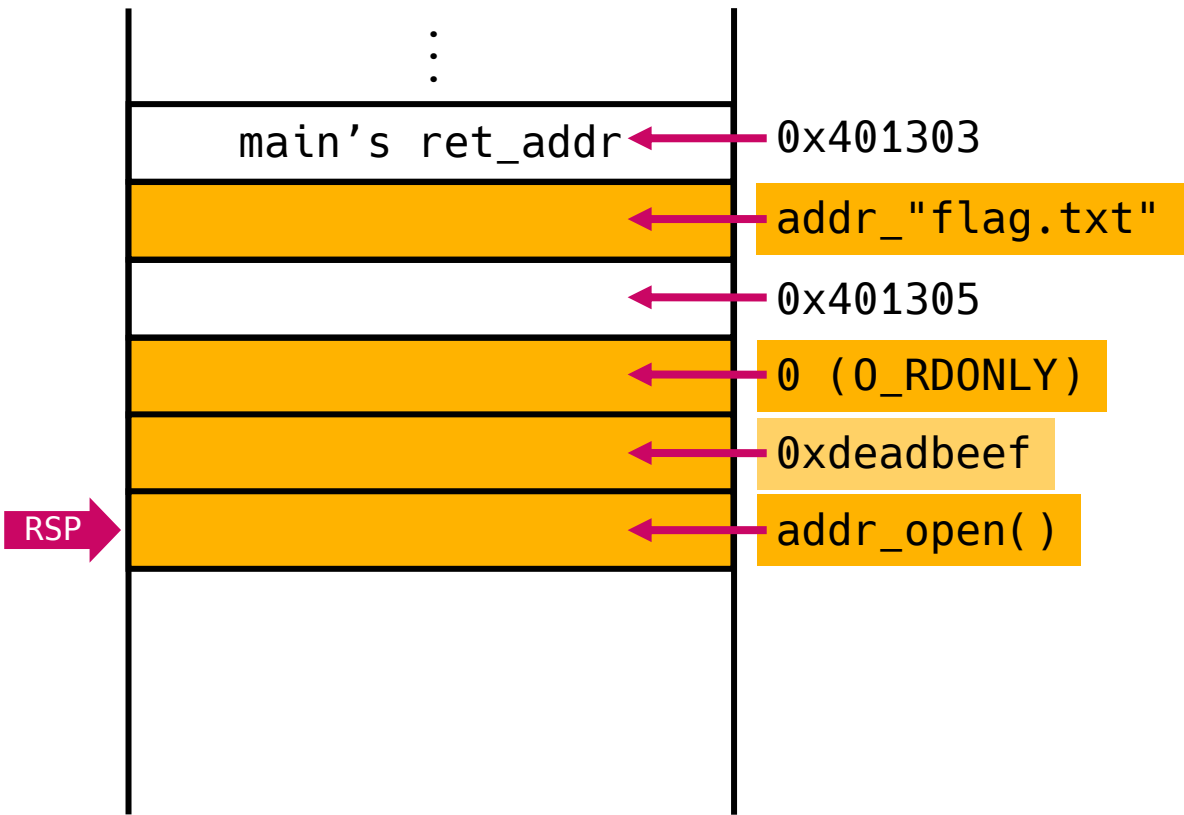 main’s ret_addr
0x401303
addr_"flag.txt"
0x401305
0 (O_RDONLY)
0xdeadbeef
RSP
addr_open()